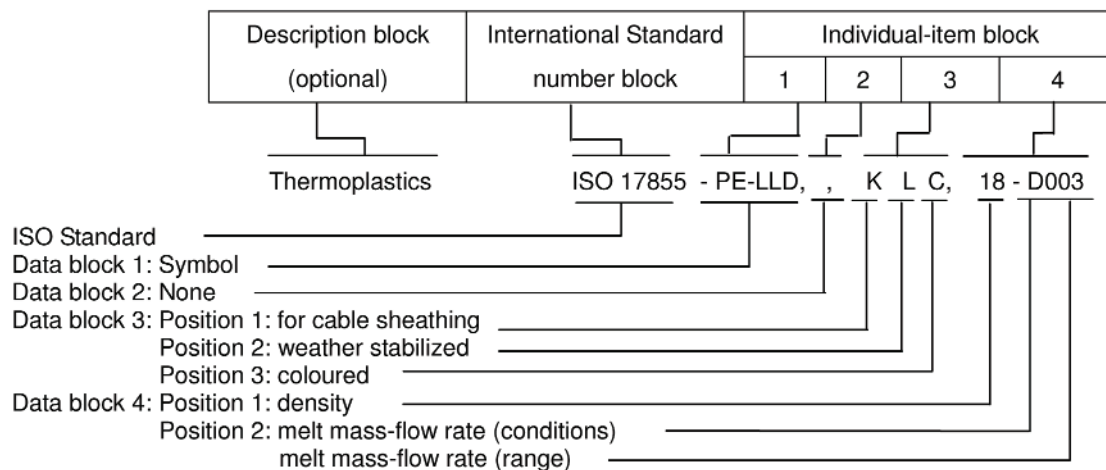 Description block International Standard Individual-item block
(optional) number block 1 2 3 4
Thermoplastics ISO 17855 - PE-LLD, , K L C, 18 - D003
ISO Standard
Data block 1: Symbol
Data block 2: None
Data block 3: Position 1: for cable sheathing
Position 2: weather stabilized
Position 3: coloured
Data block 4: Position 1: density
Position 2: melt mass-flow rate (conditions)
melt mass-flow rate (range)